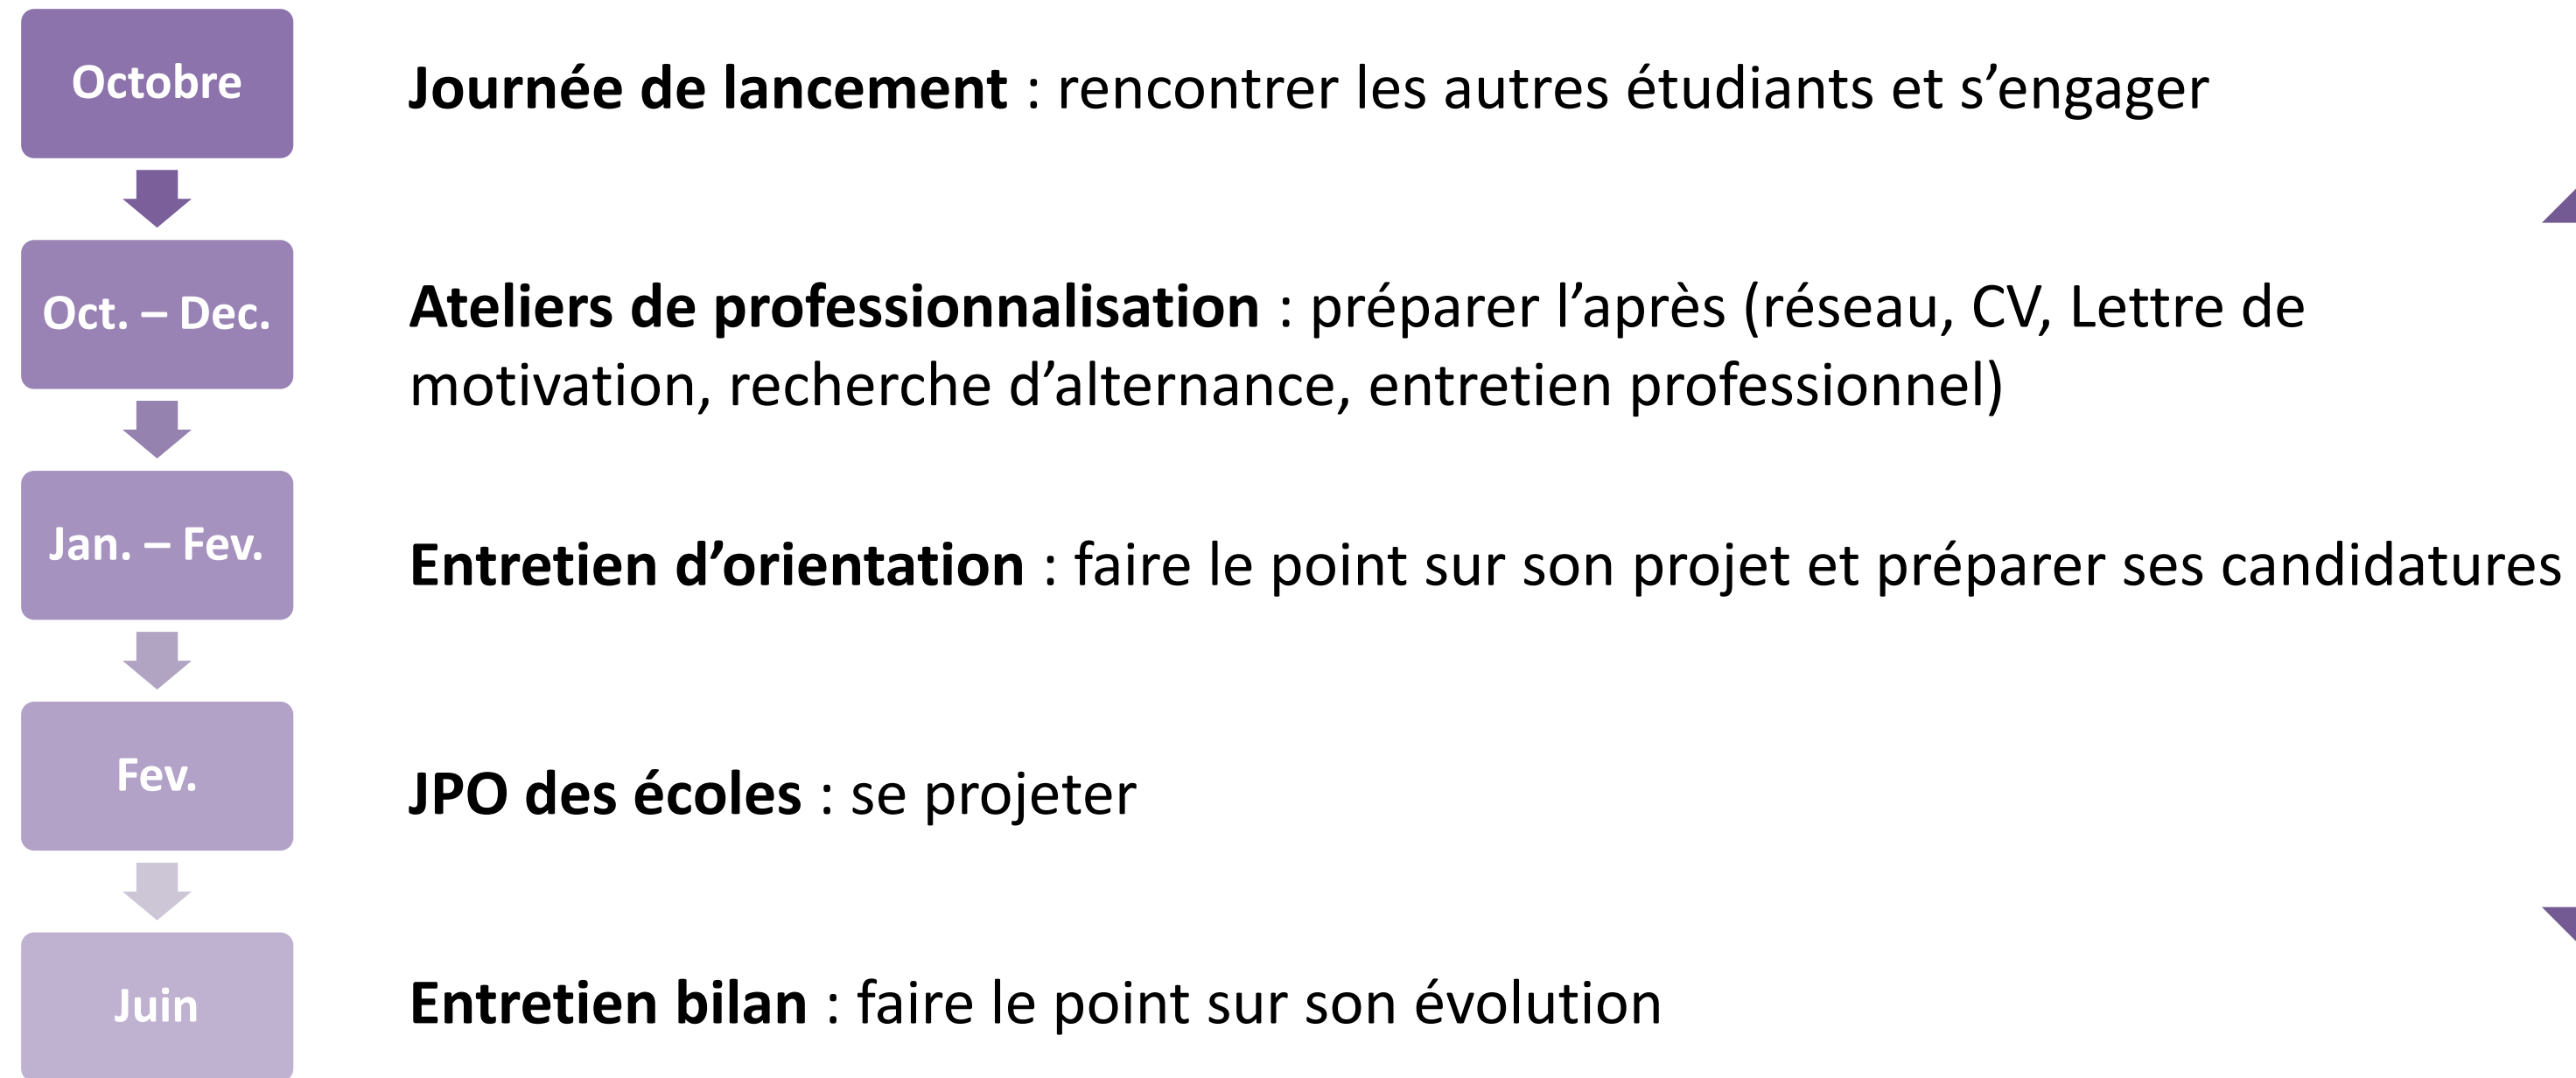 Octobre
Journée de lancement : rencontrer les autres étudiants et s’engager
Oct. – Dec.
Ateliers de professionnalisation : préparer l’après (réseau, CV, Lettre de
motivation, recherche d’alternance, entretien professionnel)
Jan. – Fev.
Entretien d’orientation : faire le point sur son projet et préparer ses candidatures
Fev.
JPO des écoles : se projeter
Juin
Entretien bilan : faire le point sur son évolution